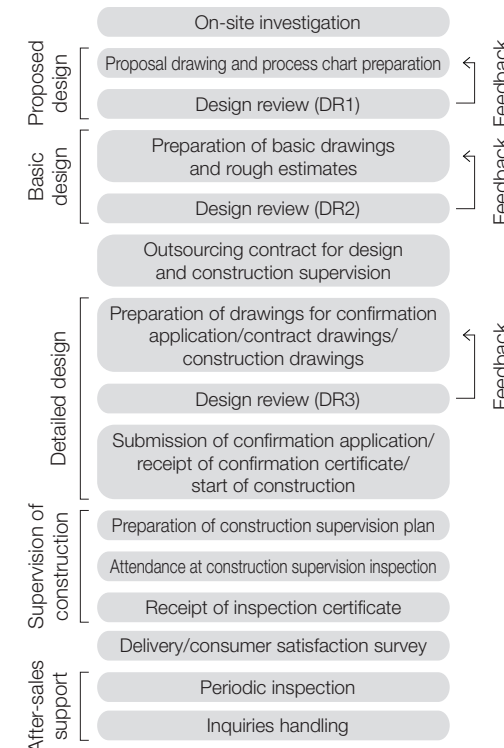 On-site investigation
Proposed
design
Proposal drawing and process chart preparation
Design review (DR1)
Feedback
Basic
design
Preparation of basic drawings
and rough estimates
Design review (DR2)
Feedback
Outsourcing contract for design
and construction supervision
Detailed design
Preparation of drawings for confirmation
application/contract drawings/
construction drawings
Design review (DR3)
Feedback
Submission of confirmation application/
receipt of confirmation certificate/
start of construction
Supervision of
construction
Preparation of construction supervision plan
Attendance at construction supervision inspection
Receipt of inspection certificate
Delivery/consumer satisfaction survey
After-sales
support
Periodic inspection
Inquiries handling